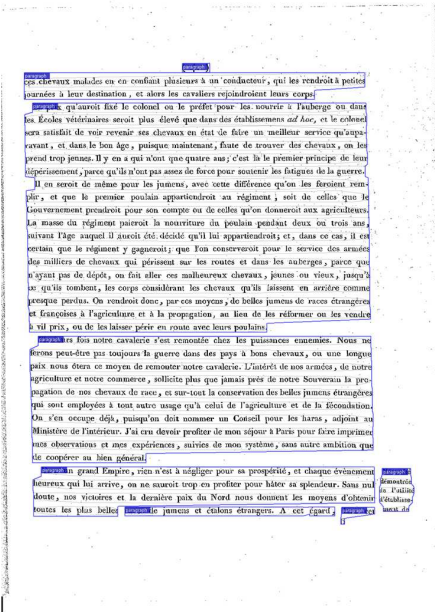 ces chevaux malades en en confiant plusieurs à un conducteur, qui les rendroit à petites
journées à leur destination, et alors les cavaliers rejoindroient leurs corps.
qu'auroit fixé le colonel ou le préfet pour les nourrir à l'auberge ou dans
les Écoles vétérinaires seroit plus élevé que dans des établissemens ad hoc, et le colonel
sera satisfait de voir revenir ses chevaux en état de faire un meilleur service qu'aupa-
ravant, et dans le bon âge, puisque maintenant, faute de trouver des chevaux, on les
prend trop jeunes. Il y en a qui n'ont que quatre ans; c'est là le premier principe de leur
dépérissement, parce qu'ils n'ont pas assez de force pour soutenir les fatigues de la guerre.
Il en seroit de même pour les jumens, avec cette différence qu'on les feroient rem-
plir, et que le premier poulain appartiendroit au régiment, soit de celles que le
Gouvernement prendroit pour son compte ou de celles qu'on donneroit aux agriculteurs.
La masse du régiment paieroit la nourriture du poulain pendant deux ou trois ans,
suivant l'âge auquel il auroit été décidé qu'il lui appartiendroit; et, dans ce cas, il est
certain que le régiment y gagneroit; que l'on conserveroit pour le service des armées
des milliers de chevaux qui périssent sur les routes et dans les auberges, parce que
n'ayant pas de dépôt, on fait aller ces malheureux chevaux, jeunes ou vieux, jusqu'à
ce qu'ils tombent, les corps considérant les chevaux qu'ils laissent en arrière comme
presque perdus. On rendroit donc, par ces moyens, de belles jumens de races étrangères
et françoises à l'agriculture et à la propagation, au lieu de les réformer ou les vendre
à vil prix, ou de les laisser périr en route avec leurs poulains.
fois notre cavalerie s'est remontée chez les puissances ennemies. Nous ne
ferons peut-être pas toujours la guerre dans des pays à bons chevaux, ou une longue
paix nous ôtera ce moyen de remonter notre cavalerie. L'intérêt de nos armées, de notre
agriculture et notre commerce, sollicite plus que jamais près de notre Souverain la pro-
pagation de nos chevaux de race, et sur-tout la conservation des belles jumens étrangères
qui sont employées à tout autre usage qu'à celui de l'agriculture et de la fécondation.
On s'en occupe déjà, puisqu'on doit nommer un Conseil pour les haras, adjoint au
Ministère de l'intérieur. J'ai cru devoir profiter de mon séjour à Paris pour faire imprimer
mes observations et mes expériences, suivies de mon système, sans autre ambition que
de coopérer au bien général.
grand Empire, rien n'est à négliger pour sa prospérité, et chaque événement
heureux qui lui arrive, on ne sauroit trop en profiter pour hâter sa splendeur. Sans nul
doute, nos victoires et la dernière paix du Nord nous donnent les moyens d'obtenir
toutes les plus belles jumens et étalons étrangers. A cet égard,
démontrée
l'utilité
d'établisse-